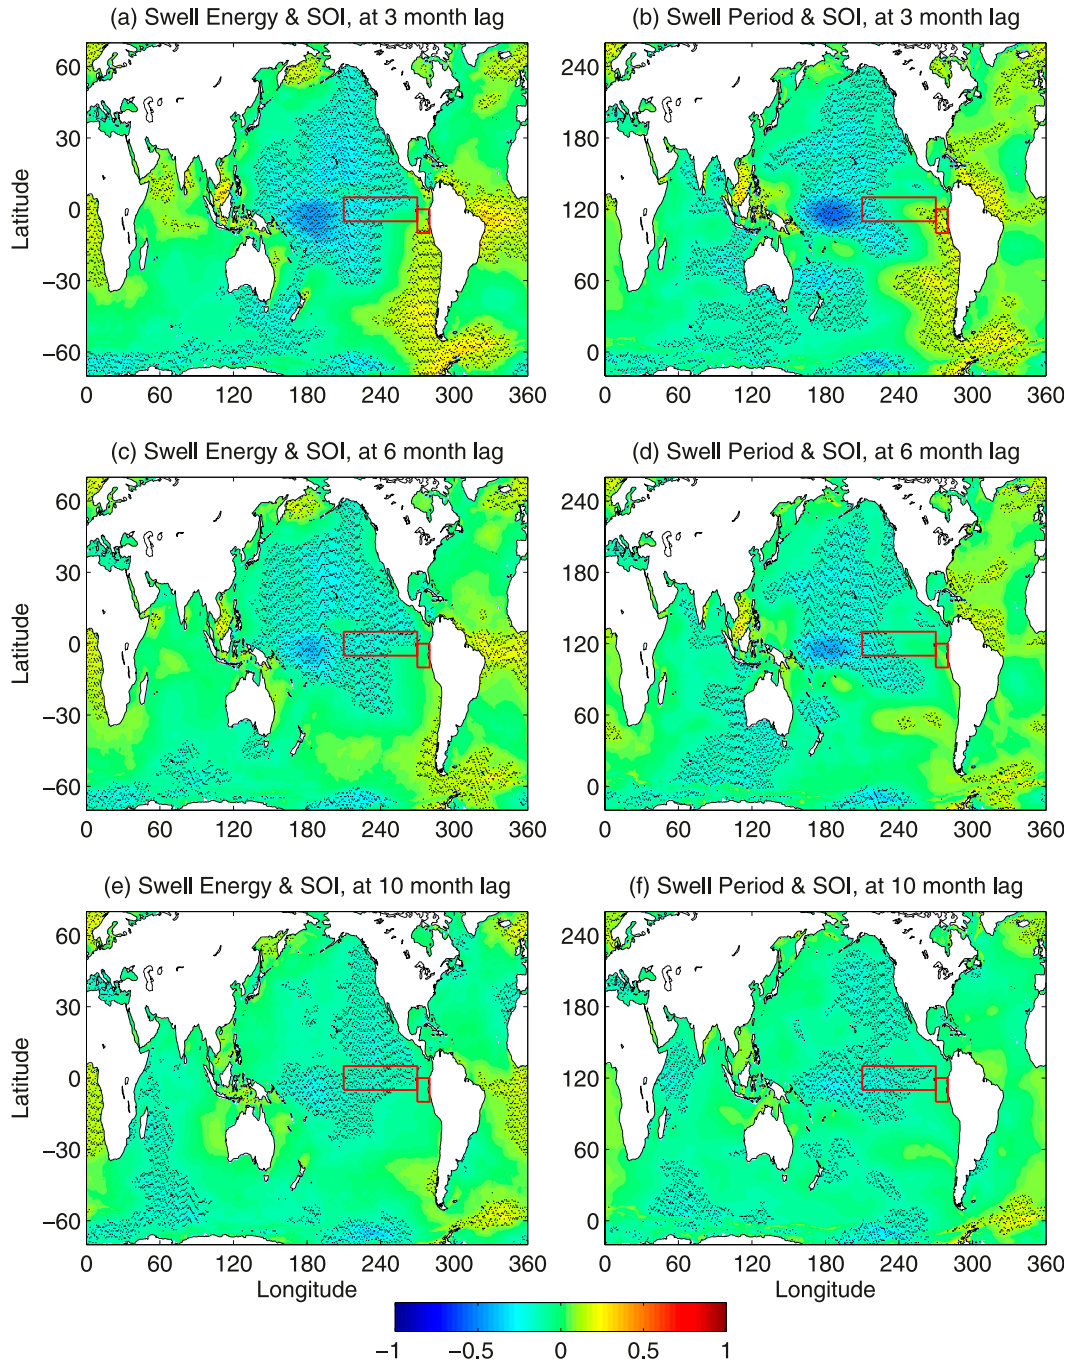 (a) Swell Energy & SOI, at 3 month lag
(b) Swell Period & SOI, at 3 month lag
60
30
0
−30
−60
Latitude
0 60 120 180 240 300 360
240
180
120
60
0
0 60 120 180 240 300 360
(c) Swell Energy & SOI, at 6 month lag
(d) Swell Period & SOI, at 6 month lag
60
30
0
−30
−60
Latitude
0 60 120 180 240 300 360
240
180
120
60
0
0 60 120 180 240 300 360
(e) Swell Energy & SOI, at 10 month lag
(f) Swell Period & SOI, at 10 month lag
60
30
0
−30
−60
Latitude
0 60 120 180 240 300 360
Longitude
240
180
120
60
0
0 60 120 180 240 300 360
Longitude
−1 −0.5 0 0.5 1